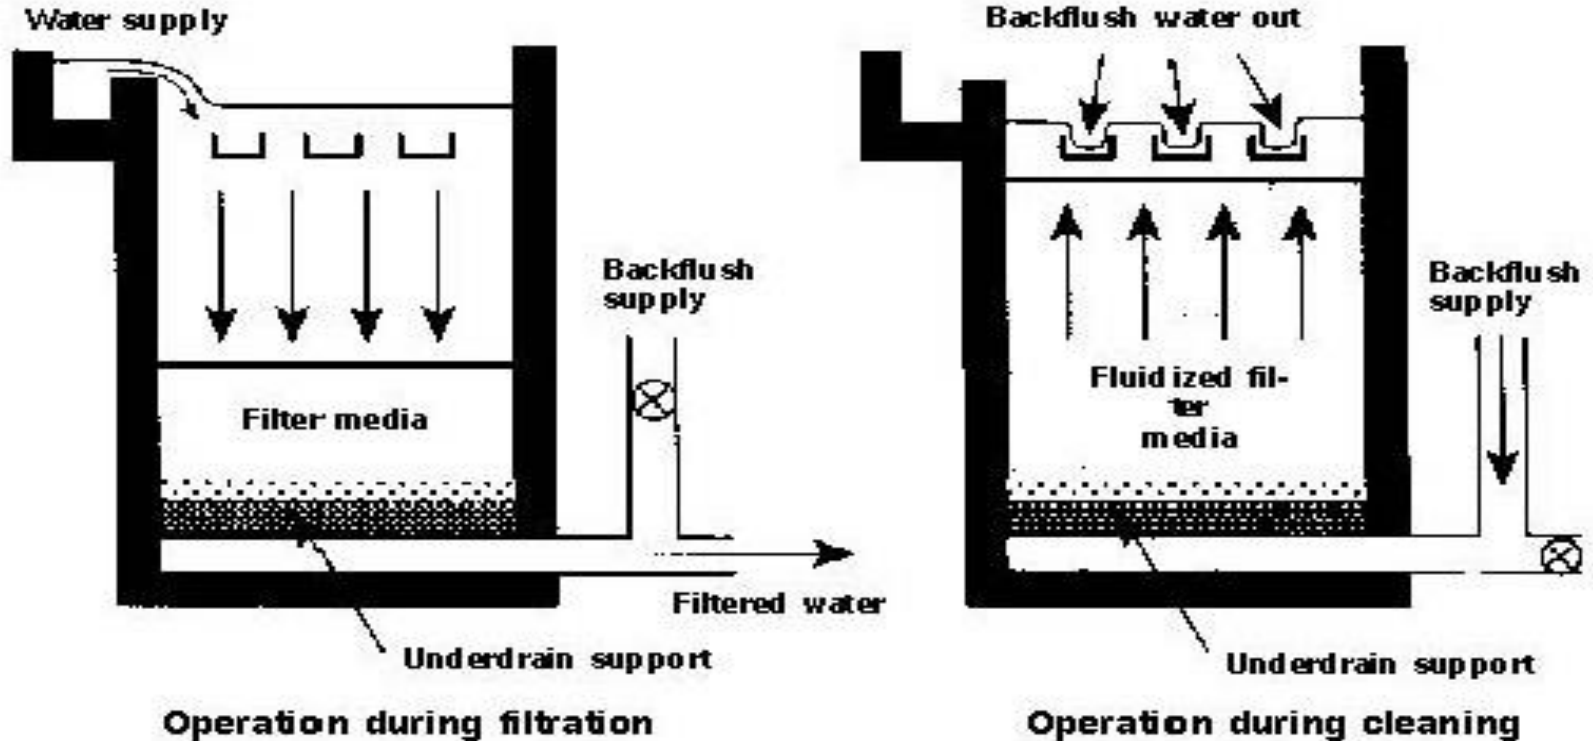 Water supply
Backflush water out
Backflush
supply
Backflush
supply
Filter media
Fluidized fil-
ter
media
Filtered water
Underdrain support
Underdrain support
Operation during filtration
Operation during cleaning